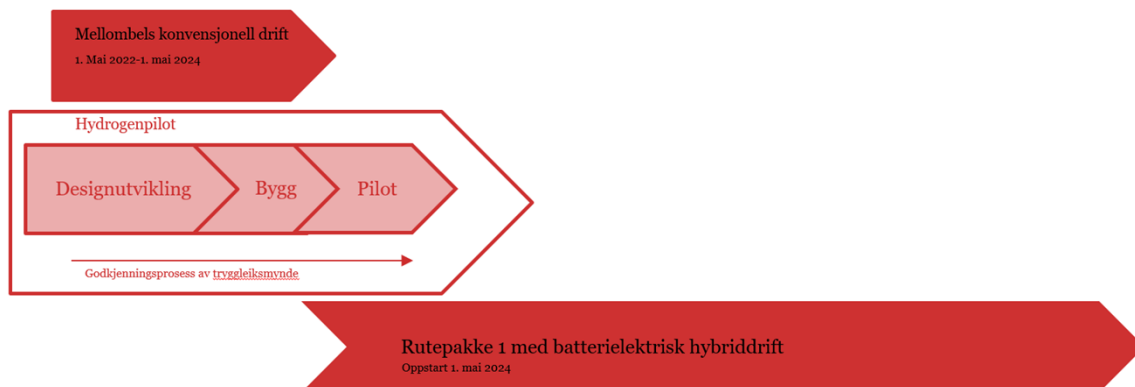 Mellombels konvensjonell drift
1. Mai 2022-1. mai 2024
Hydrogenpilot
Designutvikling
Bygg
Pilot
Godkjenningsprosess av tryggleiksmynde
Rutepakke 1 med batterielektrisk hybriddrift
Oppstart 1. mai 2024